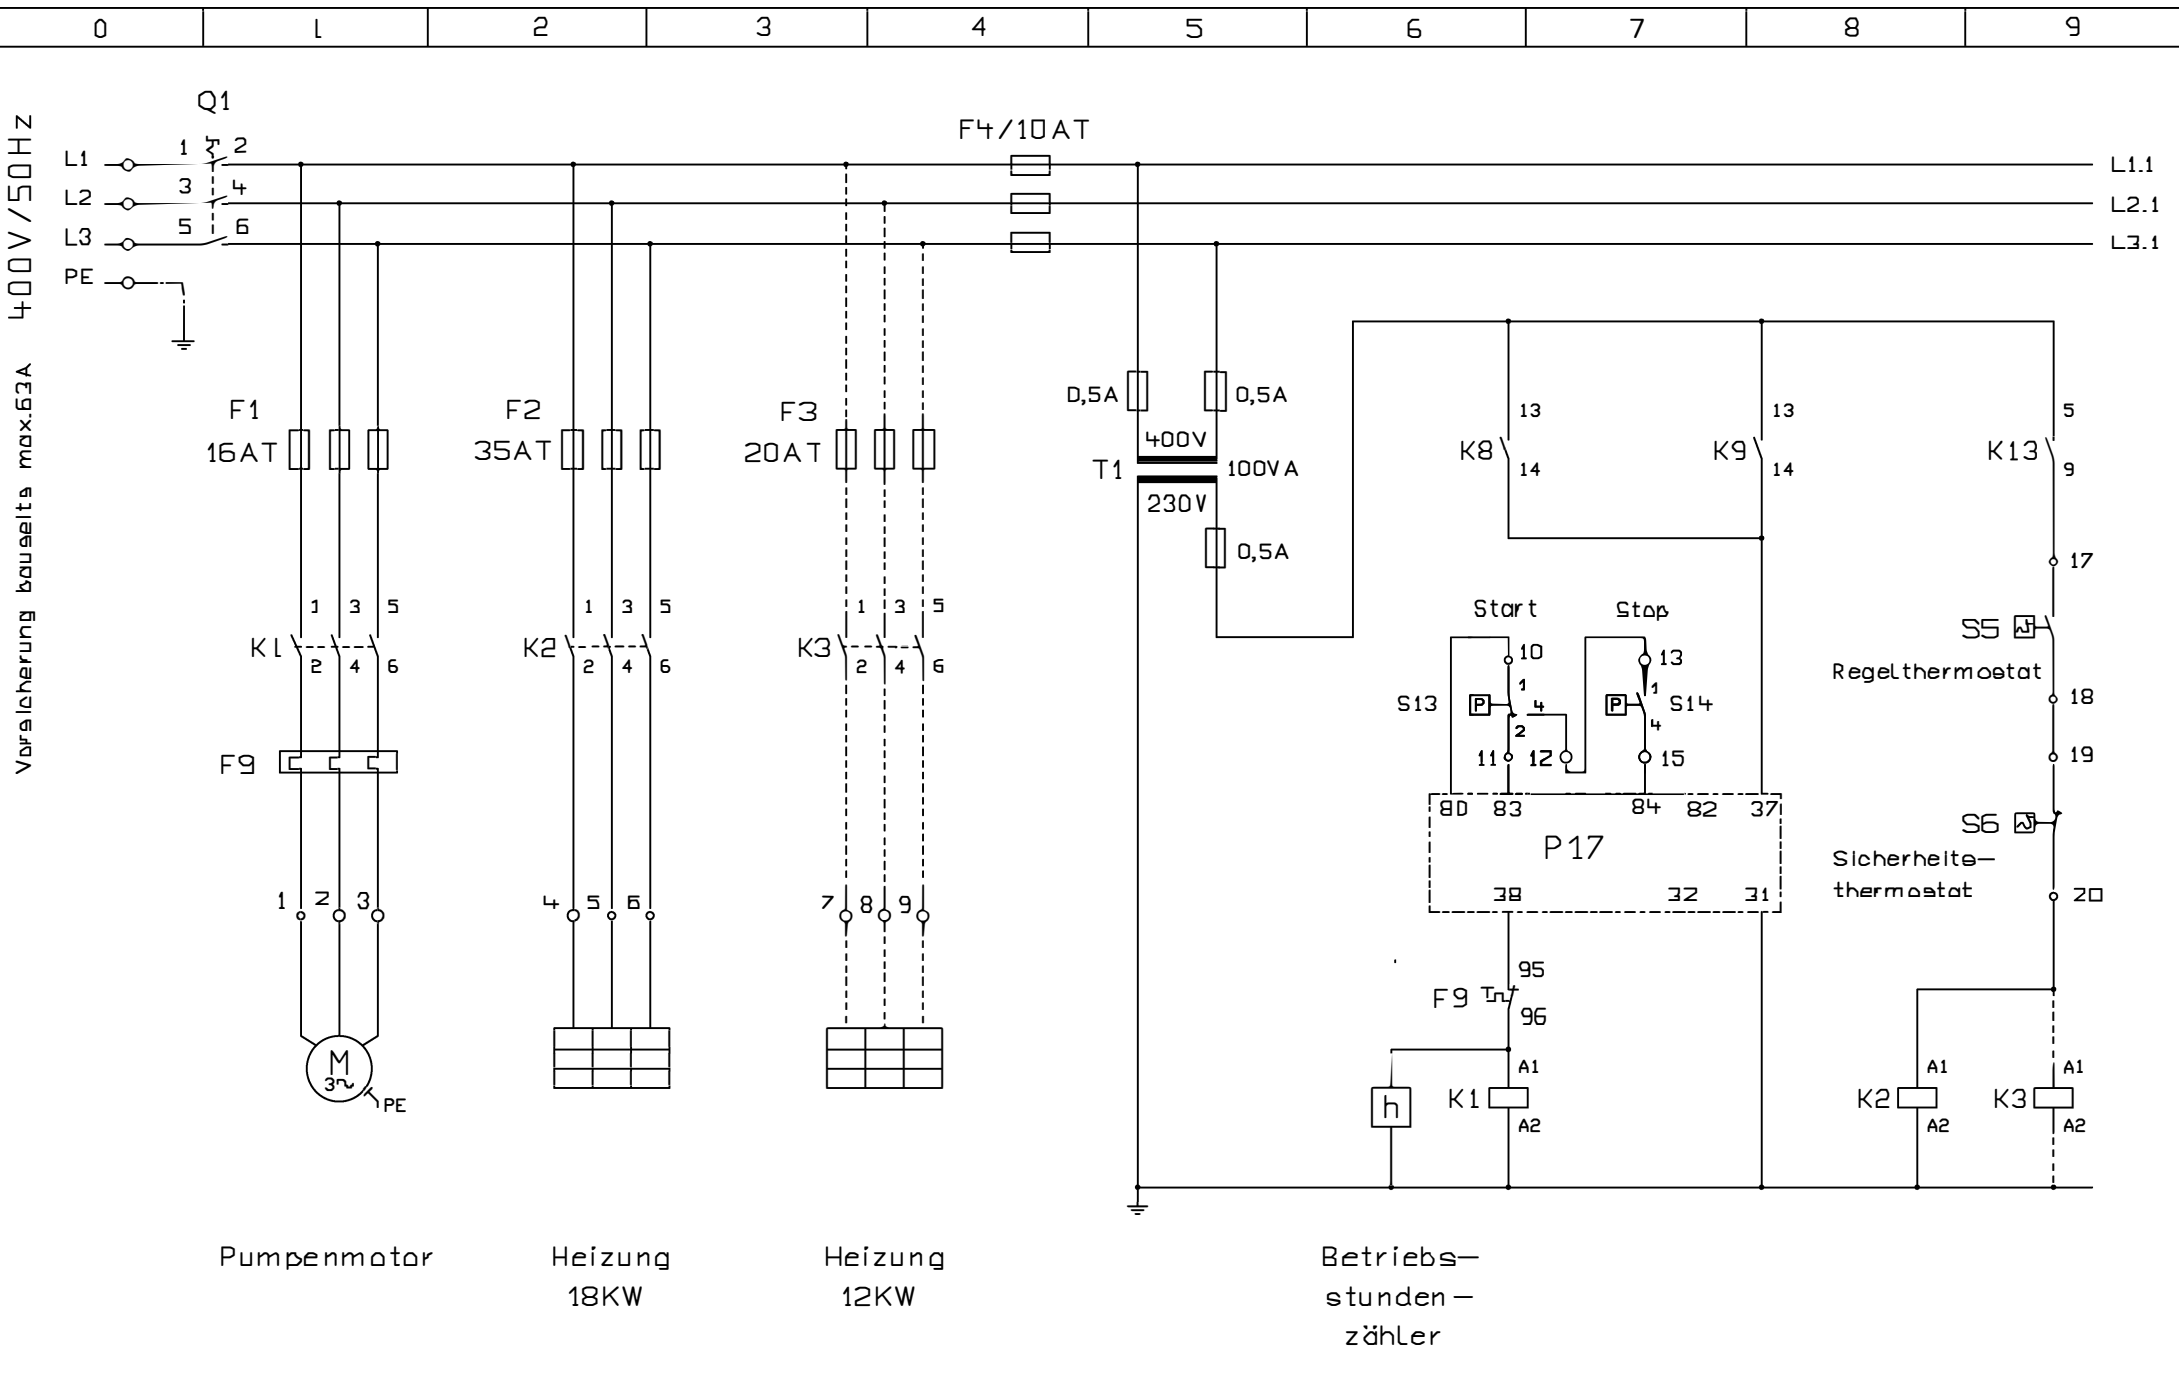 0 1 2 3 4 5 6 7 8 9
400V/50Hz
Vorsicherung bauseits max.63A
Q1
F4/10AT
L1 1 2 L1.1
L2 3 4 L2.1
L3 5 6 L3.1
PE
F1
16AT
F2
35AT
F3
20AT
0,5A 0,5A
400V
T1 100VA
230V
0,5A
13 13 5
K8 K9 K13
14 14 9
17
1 3 5 1 3 5 1 3 5
K1 K2 K3
2 4 6 2 4 6 2 4 6
Start Stop
S5
Regelthermostat
10 13
1 1
S13 P 4 P S14
2 4
11 12 15
18
19
F9
80 83 84 82 37
P17
38 32 31
S6
Sicherheits-
thermostat
20
1 2 3 4 5 6 7 8 9
95
F9
96
M
3~
PE
h
A1 A1 A1
K1 K2 K3
A2 A2 A2
Pumpenmotor
Heizung
18KW
Heizung
12KW
Betriebs-
stunden-
zähler